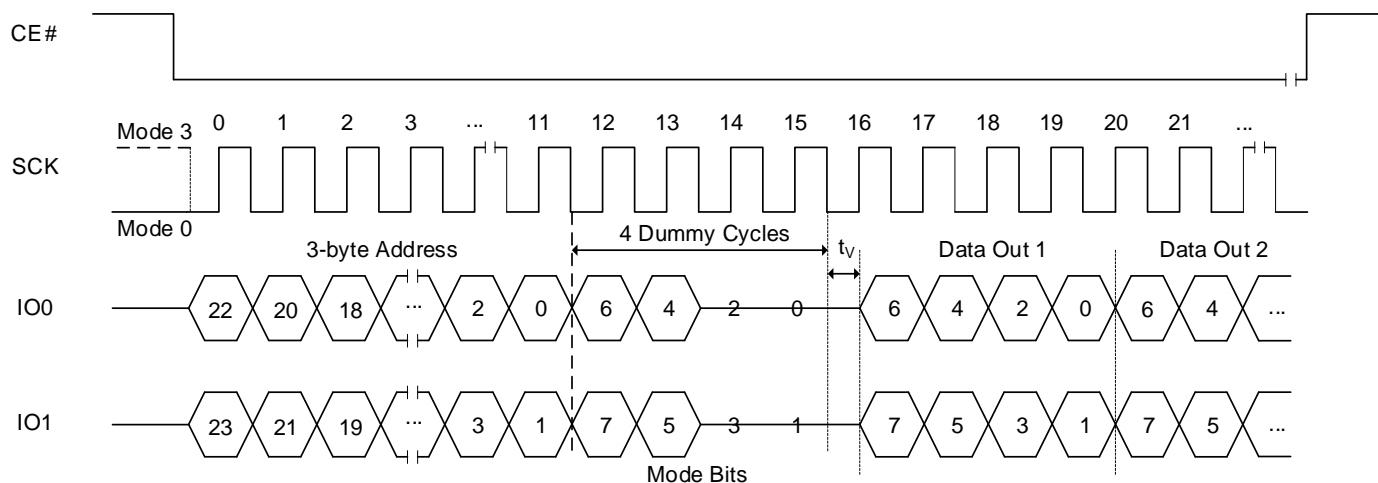 CE#
Mode 3 0 1 2 3 ... 11 12 13 14 15 16 17 18 19 20 21 ...
SCK
Mode 0
3-byte Address 4 Dummy Cycles tV Data Out 1 Data Out 2
IO0 22 20 18 ... 2 0 6 4 2 0 6 4 2 0 6 4 ...
IO1 23 21 19 ... 3 1 7 5 3 1 7 5 3 1 7 5 ...
Mode Bits